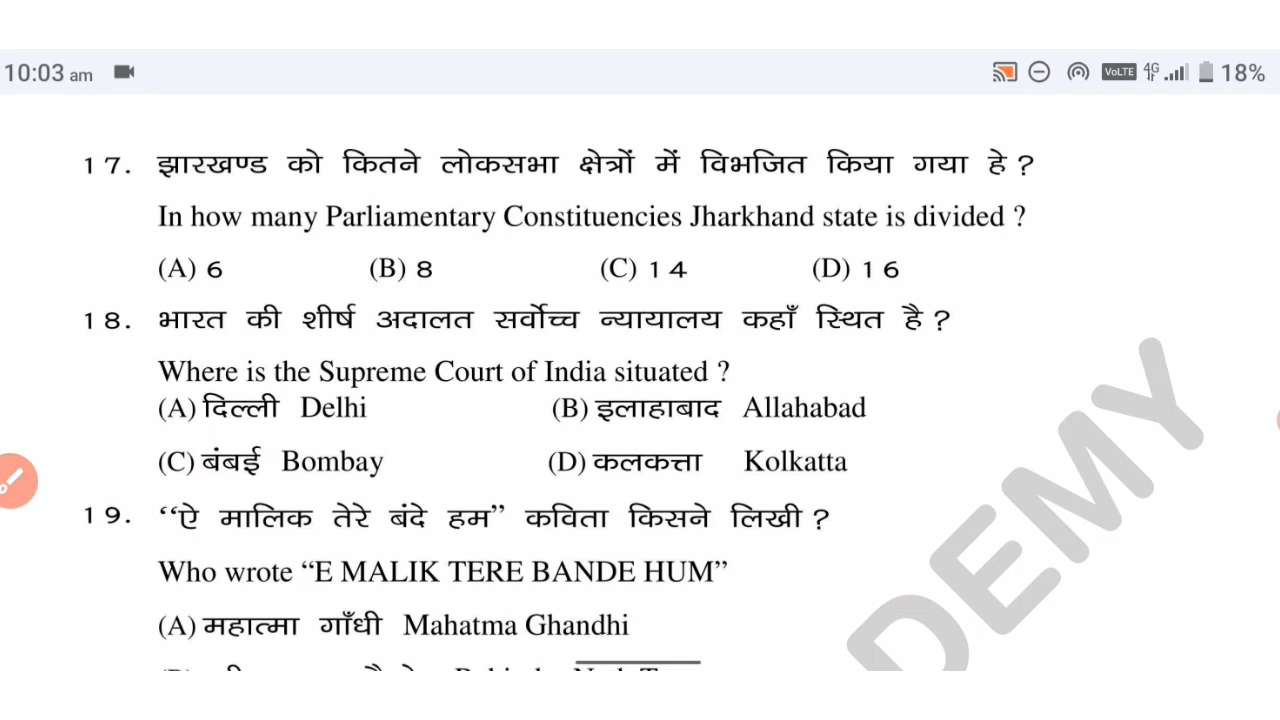 10:03 am VoLTE 4G 18%
17. झारखण्ड को कितने लोकसभा क्षेत्रों में विभजित किया गया हे ?
In how many Parliamentary Constituencies Jharkhand state is divided ?
(A) 6 (B) 8 (C) 14 (D) 16
18. भारत की शीर्ष अदालत सर्वोच्च न्यायालय कहाँ स्थित है ?
Where is the Supreme Court of India situated ?
(A) दिल्ली Delhi (B) इलाहाबाद Allahabad
(C) बंबई Bombay (D) कलकत्ता Kolkatta
19. ‘‘ऐ मालिक तेरे बंदे हम’’ कविता किसने लिखी ?
Who wrote “E MALIK TERE BANDE HUM”
(A) महात्मा गाँधी Mahatma Ghandhi
DEMY